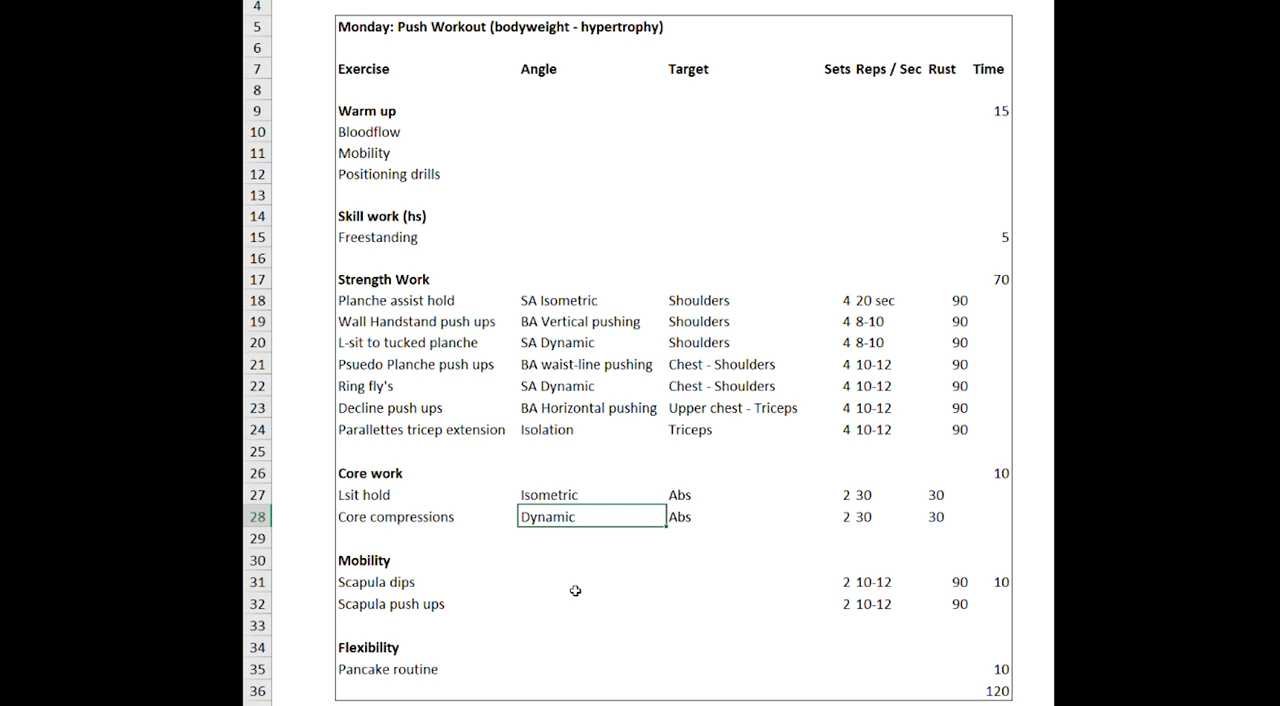 4
5 Monday: Push Workout (bodyweight - hypertrophy)
6
7 Exercise Angle Target Sets Reps / Sec Rust Time
8
9 Warm up 15
10 Bloodflow
11 Mobility
12 Positioning drills
13
14 Skill work (hs)
15 Freestanding 5
16
17 Strength Work 70
18 Planche assist hold SA Isometric Shoulders 4 20 sec 90
19 Wall Handstand push ups BA Vertical pushing Shoulders 4 8-10 90
20 L-sit to tucked planche SA Dynamic Shoulders 4 8-10 90
21 Psuedo Planche push ups BA waist-line pushing Chest - Shoulders 4 10-12 90
22 Ring fly's SA Dynamic Chest - Shoulders 4 10-12 90
23 Decline push ups BA Horizontal pushing Upper chest - Triceps 4 10-12 90
24 Parallettes tricep extension Isolation Triceps 4 10-12 90
25
26 Core work 10
27 Lsit hold Isometric Abs 2 30 30
28 Core compressions Dynamic Abs 2 30 30
29
30 Mobility
31 Scapula dips 2 10-12 90 10
32 Scapula push ups 2 10-12 90
33
34 Flexibility
35 Pancake routine 10
36 120